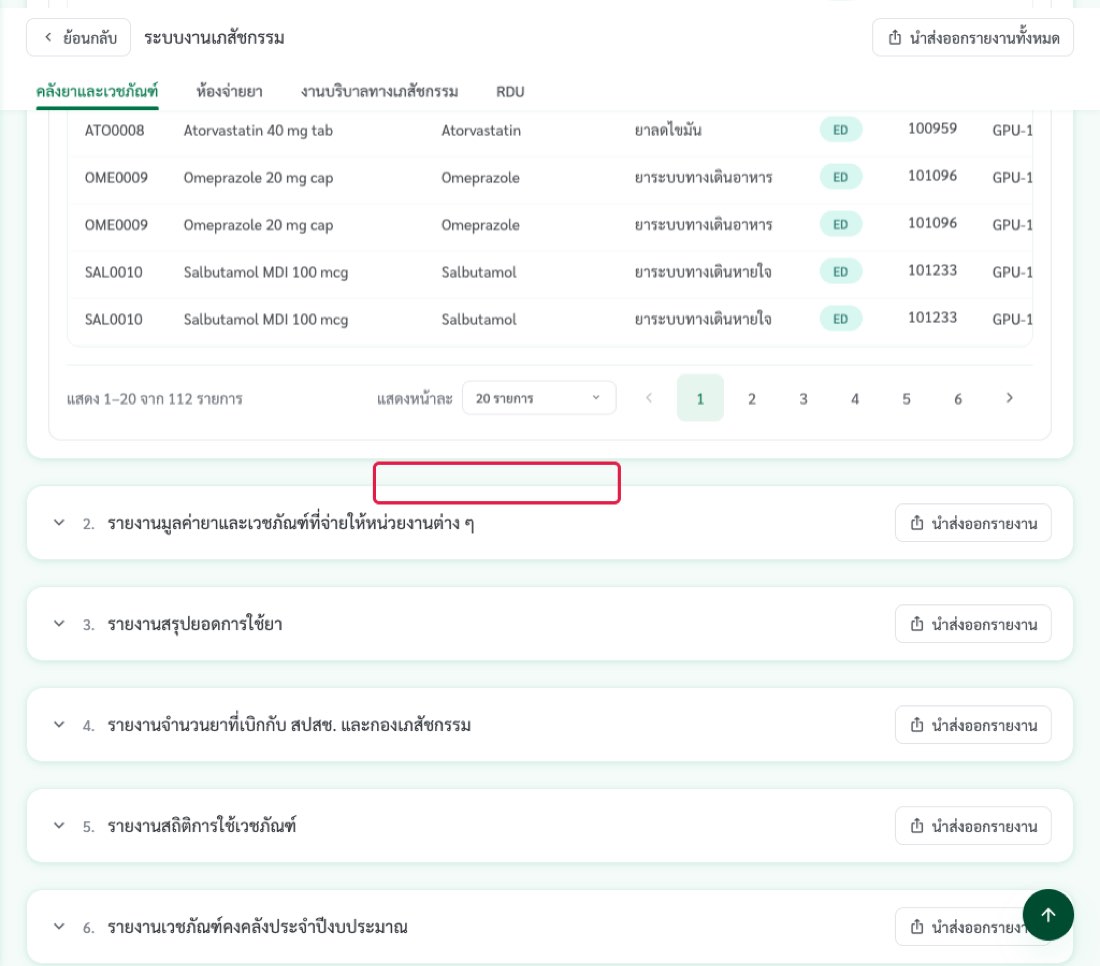 ย้อนกลับ ระบบงานเภสัชกรรม นำส่งออกรายงานทั้งหมด
คลังยาและเวชภัณฑ์ ห้องจ่ายยา งานบริบาลทางเภสัชกรรม RDU
ATO0008 Atorvastatin 40 mg tab Atorvastatin ยาลดไขมัน ED 100959 GPU-1
OME0009 Omeprazole 20 mg cap Omeprazole ยาระบบทางเดินอาหาร ED 101096 GPU-1
OME0009 Omeprazole 20 mg cap Omeprazole ยาระบบทางเดินอาหาร ED 101096 GPU-1
SAL0010 Salbutamol MDI 100 mcg Salbutamol ยาระบบทางเดินหายใจ ED 101233 GPU-1
SAL0010 Salbutamol MDI 100 mcg Salbutamol ยาระบบทางเดินหายใจ ED 101233 GPU-1
แสดง 1–20 จาก 112 รายการ แสดงหน้าละ 20 รายการ 1 2 3 4 5 6
2. รายงานมูลค่ายาและเวชภัณฑ์ที่จ่ายให้หน่วยงานต่าง ๆ นำส่งออกรายงาน
3. รายงานสรุปยอดการใช้ยา นำส่งออกรายงาน
4. รายงานจำนวนยาที่เบิกกับ สปสช. และกองเภสัชกรรม นำส่งออกรายงาน
5. รายงานสถิติการใช้เวชภัณฑ์ นำส่งออกรายงาน
6. รายงานเวชภัณฑ์คงคลังประจำปีงบประมาณ